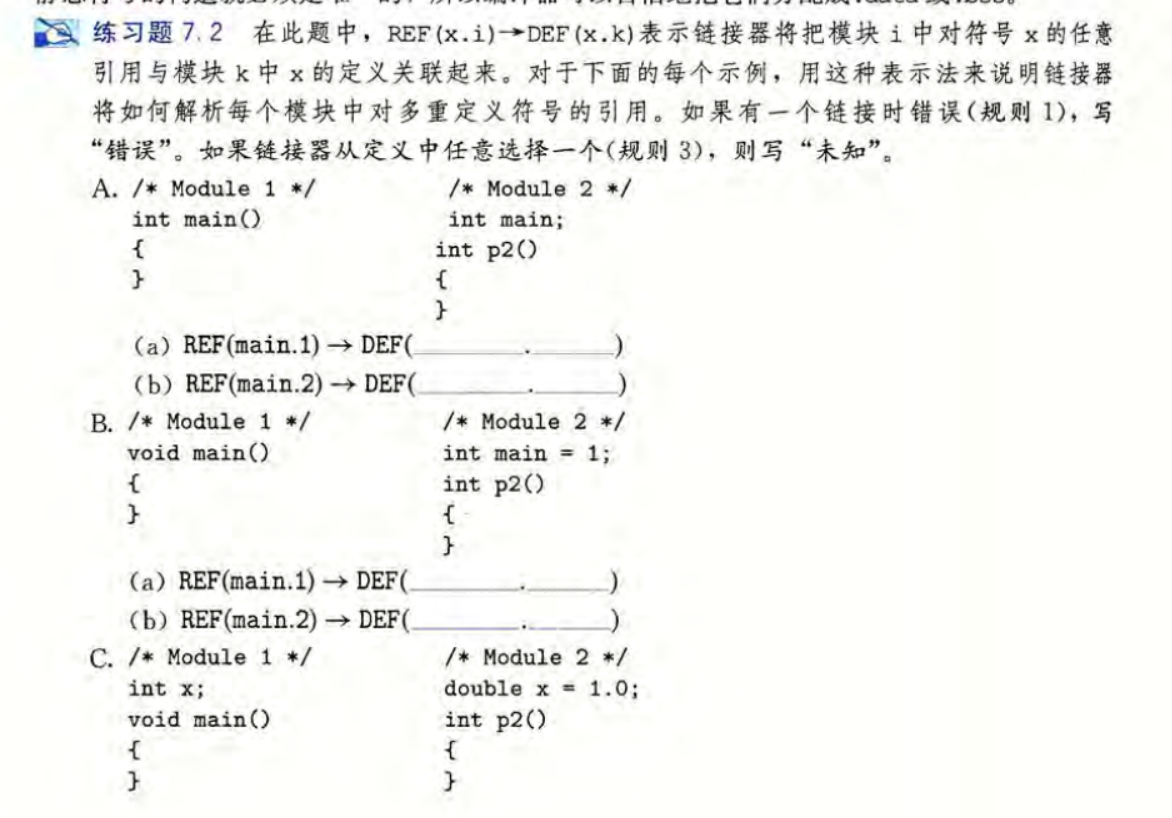 练习题 7.2 在此题中，REF(x.i)→DEF(x.k)表示链接器将把模块 i 中对符号 x 的任意
引用与模块 k 中 x 的定义关联起来。对于下面的每个示例，用这种表示法来说明链接器
将如何解析每个模块中对多重定义符号的引用。如果有一个链接时错误(规则 1)，写
“错误”。如果链接器从定义中任意选择一个(规则 3)，则写“未知”。
A. /* Module 1 */ /* Module 2 */
int main() int main;
{ int p2()
} {
}
(a) REF(main.1) → DEF(______.______)
(b) REF(main.2) → DEF(______.______)
B. /* Module 1 */ /* Module 2 */
void main() int main = 1;
{ int p2()
} {
}
(a) REF(main.1) → DEF(______.______)
(b) REF(main.2) → DEF(______.______)
C. /* Module 1 */ /* Module 2 */
int x; double x = 1.0;
void main() int p2()
{ {
} }